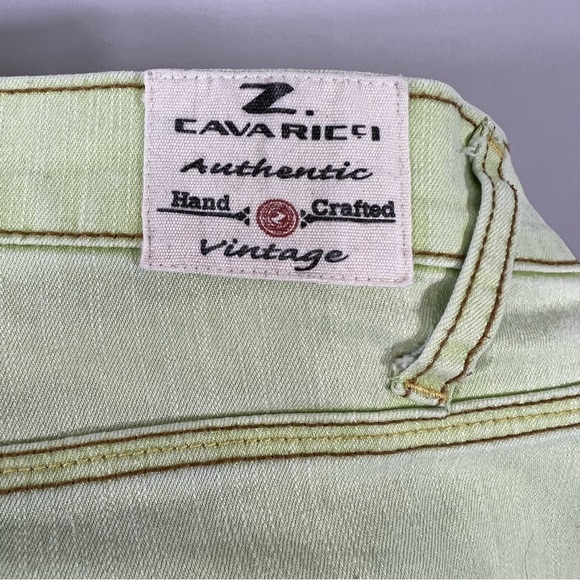 Z.
CAVARICCI
Authentic
Hand Z Crafted
Vintage